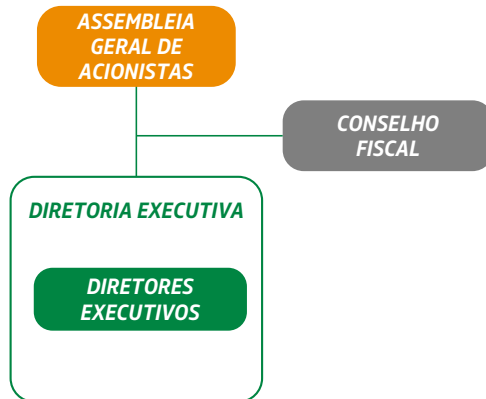 ASSEMBLEIA
GERAL DE
ACIONISTAS
CONSELHO
FISCAL
DIRETORIA EXECUTIVA
DIRETORES
EXECUTIVOS